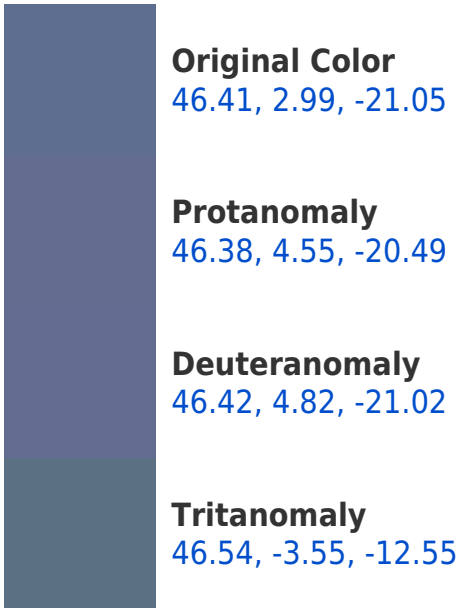 Original Color
46.41, 2.99, -21.05
Protanomaly
46.38, 4.55, -20.49
Deuteranomaly
46.42, 4.82, -21.02
Tritanomaly
46.54, -3.55, -12.55